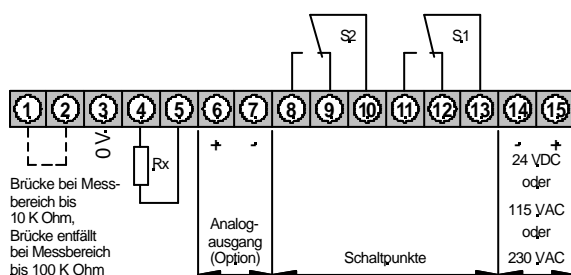 S2
S1
1 2 3 4 5 6 7 8 9 10 11 12 13 14 15
0 V.
Rx
+ -
- +
Brücke bei Mess-
bereich bis
10 K Ohm,
Brücke entfällt
bei Messbereich
bis 100 K Ohm
Analog-
ausgang
(Option)
Schaltpunkte
24 VDC
oder
115 VAC
oder
230 VAC